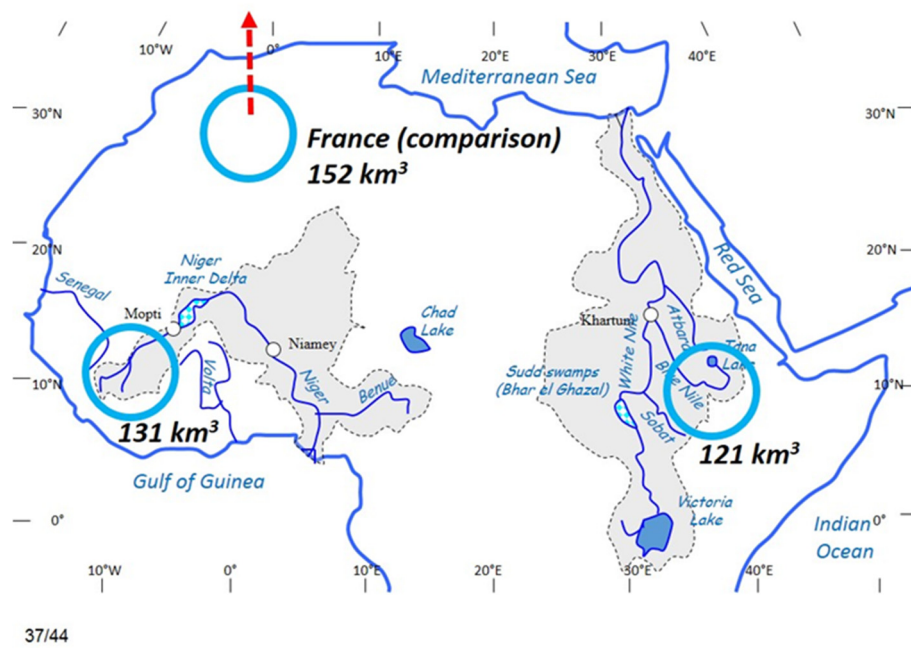 10°W
0°
10°E
20°E
30°E
40°E
Mediterranean Sea
30°N
30°N
France (comparison)
152 km³
20°N
20°N
Red Sea
Niger
Inner Delta
Senegal
Mopti
Chad
Lake
Khartune
Atbara
Niamey
White Nile
Tdna
Lake
Sudd swamps
(Bhar el Ghazal)
Blue Nile
10°N
10°N
Volta
Niger
Benue
Sobat
131 km³
121 km³
Gulf of Guinea
Victoria
Lake
Indian
Ocean
0°
0°
10°W
0°
10°E
20°E
30°E
40°E
37/44